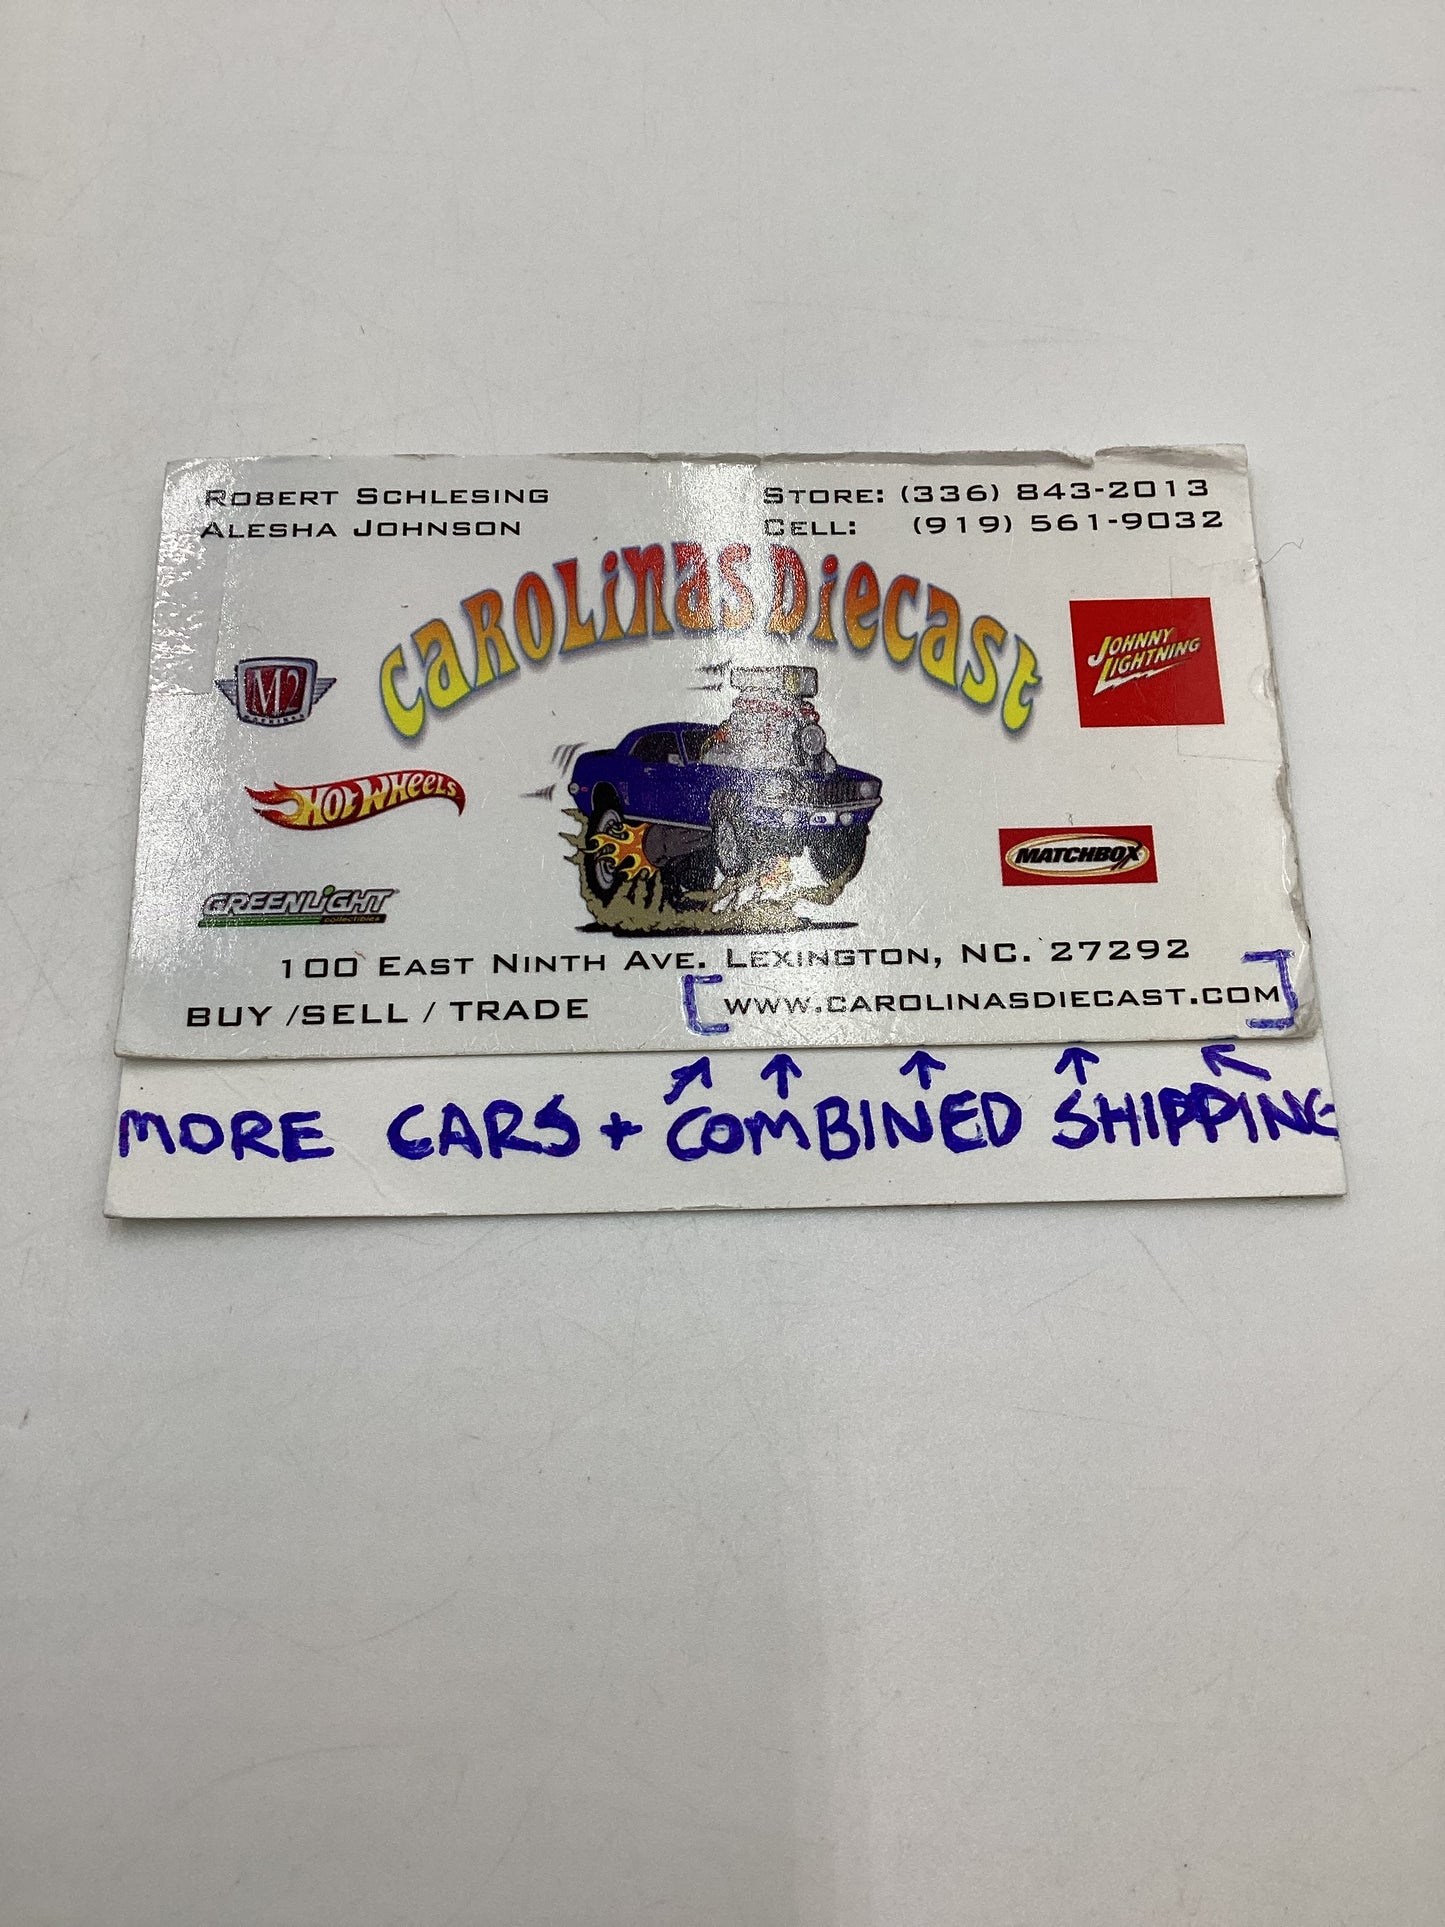 ROBERT SCHLESING
ALESHA JOHNSON
STORE: (336) 843-2013
CELL: (919) 561-9032
CAROLINAS DIECAST
M2
MACHINES
JOHNNY
LIGHTNING
HOT WHEELS
MATCHBOX
GREENLIGHT
collectibles
100 EAST NINTH AVE. LEXINGTON, NC. 27292
BUY /SELL / TRADE
[WWW.CAROLINASDIECAST.COM]
MORE CARS + COMBINED SHIPPING